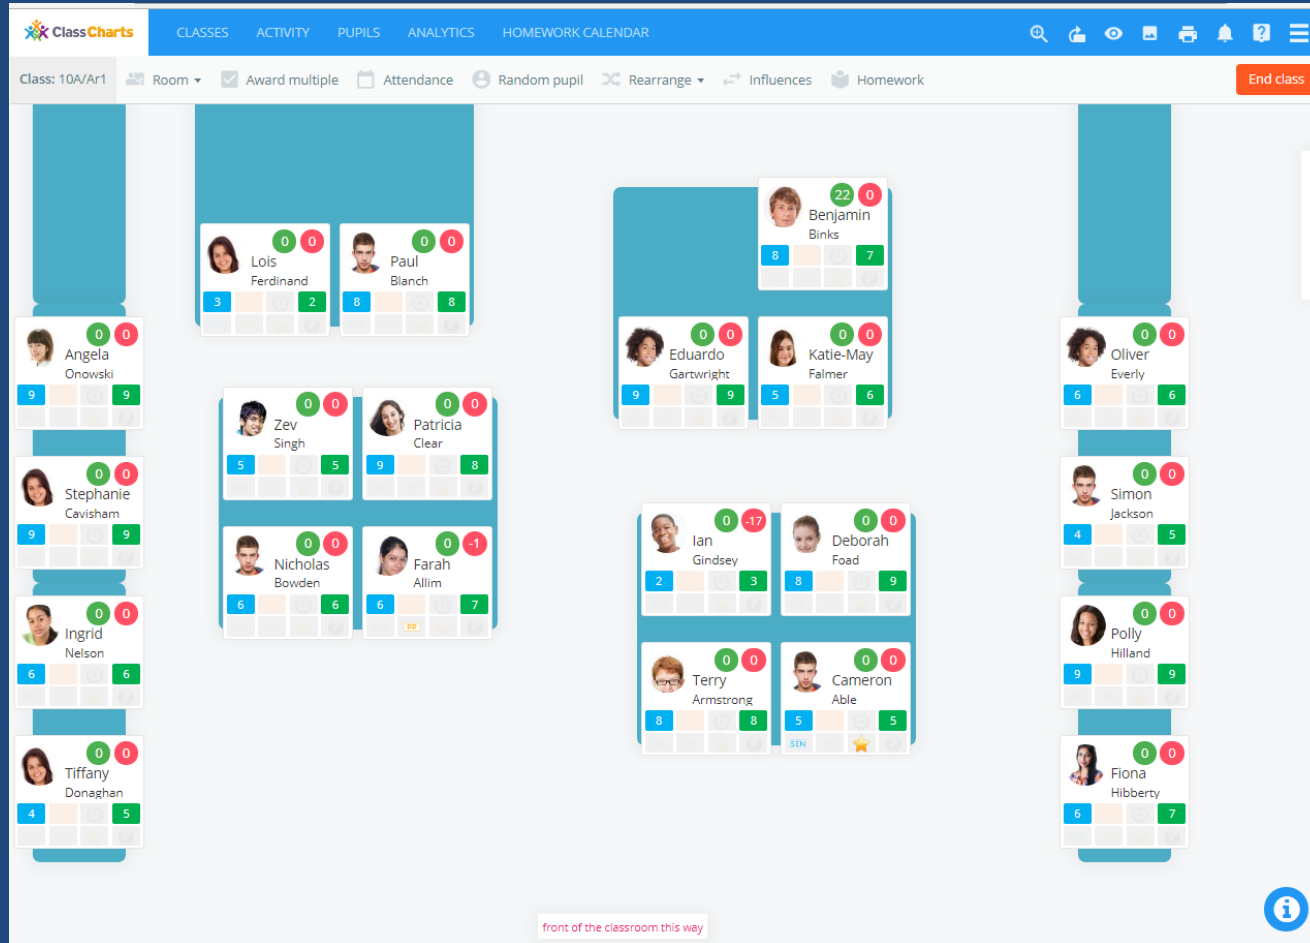 ClassCharts
CLASSES ACTIVITY PUPILS ANALYTICS HOMEWORK CALENDAR
Class: 10A/Ar1 Room Award multiple Attendance Random pupil Rearrange Influences Homework End class
0 0
Lois
Ferdinand
3 2
0 0
Paul
Blanch
8 8
22 0
Benjamin
Binks
8 7
0 0
Angela
Onowski
9 9
0 0
Eduardo
Gartwright
9 9
0 0
Katie-May
Falmer
5 6
0 0
Oliver
Everly
6 6
0 0
Zev
Singh
5 5
0 0
Patricia
Clear
9 8
0 0
Stephanie
Cavisham
9 9
0 0
Simon
Jackson
4 5
0 0
Nicholas
Bowden
6 6
0 -1
Farah
Allim
6 7
PP
0 -17
Ian
Gindsey
2 3
0 0
Deborah
Foad
8 9
0 0
Ingrid
Nelson
6 6
0 0
Polly
Hilland
9 9
0 0
Terry
Armstrong
8 8
0 0
Cameron
Able
5 5
SEN
0 0
Tiffany
Donaghan
4 5
0 0
Fiona
Hibberty
6 7
front of the classroom this way